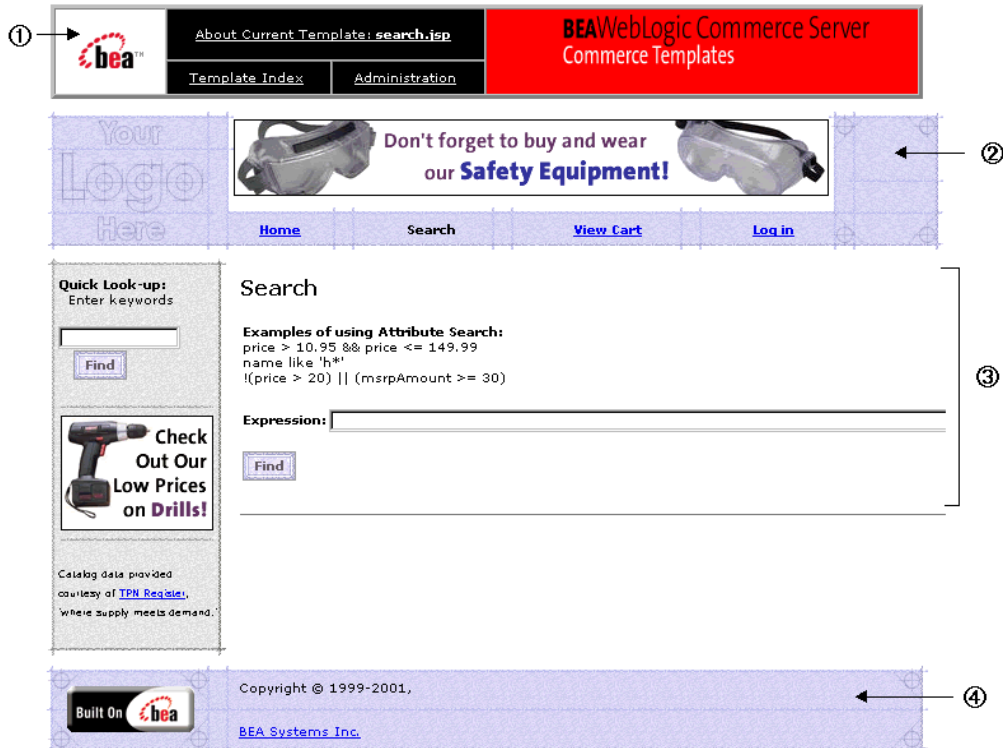 ①
bea™
About Current Template: search.jsp
Template Index
Administration
BEAWebLogic Commerce Server
Commerce Templates
Your
Logo
Here
Don't forget to buy and wear
our Safety Equipment!
②
Home
Search
View Cart
Log in
Quick Look-up:
Enter keywords
Find
Check
Out Our
Low Prices
on Drills!
Catalog data provided
courtesy of TPN Register,
'where supply meets demand.'
Search
Examples of using Attribute Search:
price > 10.95 && price <= 149.99
name like 'h*'
!(price > 20) || (msrpAmount >= 30)
Expression:
Find
③
Built On bea
Copyright © 1999-2001,
BEA Systems Inc.
④